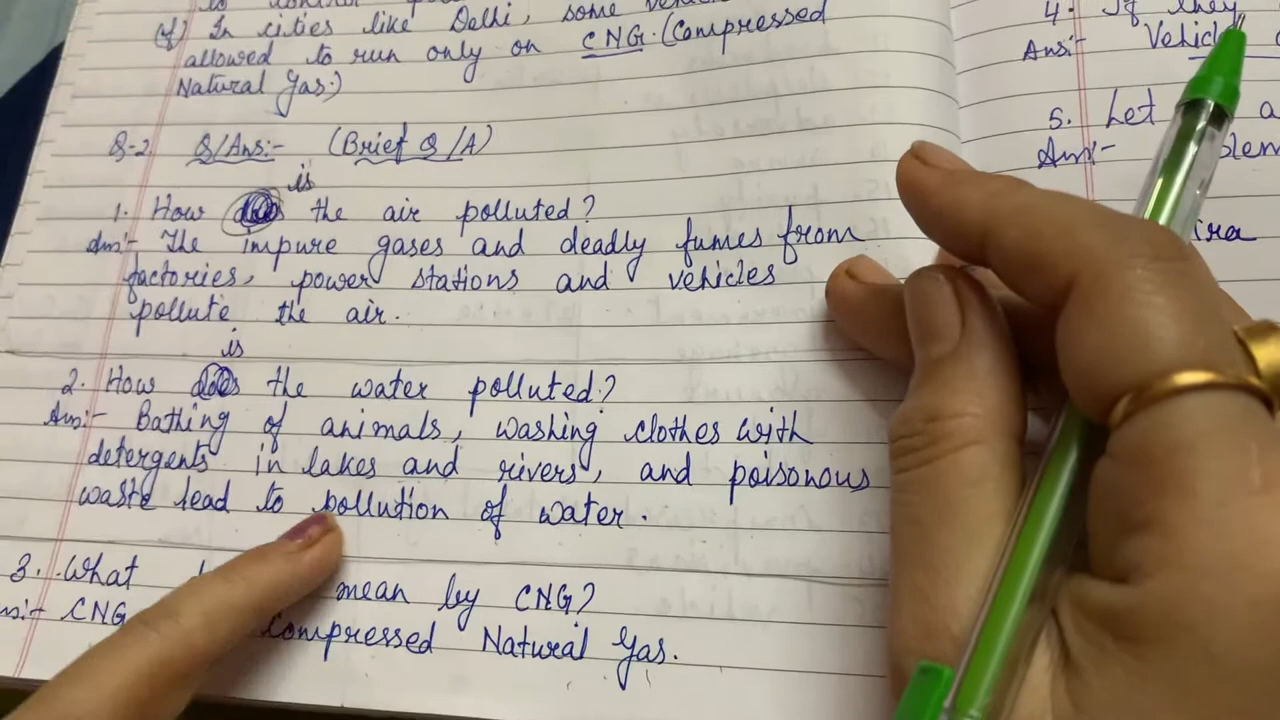 to control
(f) In cities like Delhi, some
allowed to run only on CNG. (Compressed
Natural Gas.)
Q-2. Q/Ans:- (Brief Q/A)
is
1. How the air polluted?
Ans:- The impure gases and deadly fumes from
factories, power stations and vehicles
pollute the air.
is
2. How does the water polluted?
Ans:- Bathing of animals, washing clothes with
detergents in lakes and rivers, and poisonous
waste lead to pollution of water.
3. What mean by CNG?
CNG Compressed Natural Gas.
4. If they
Ans:-
5. Let
Ans:-